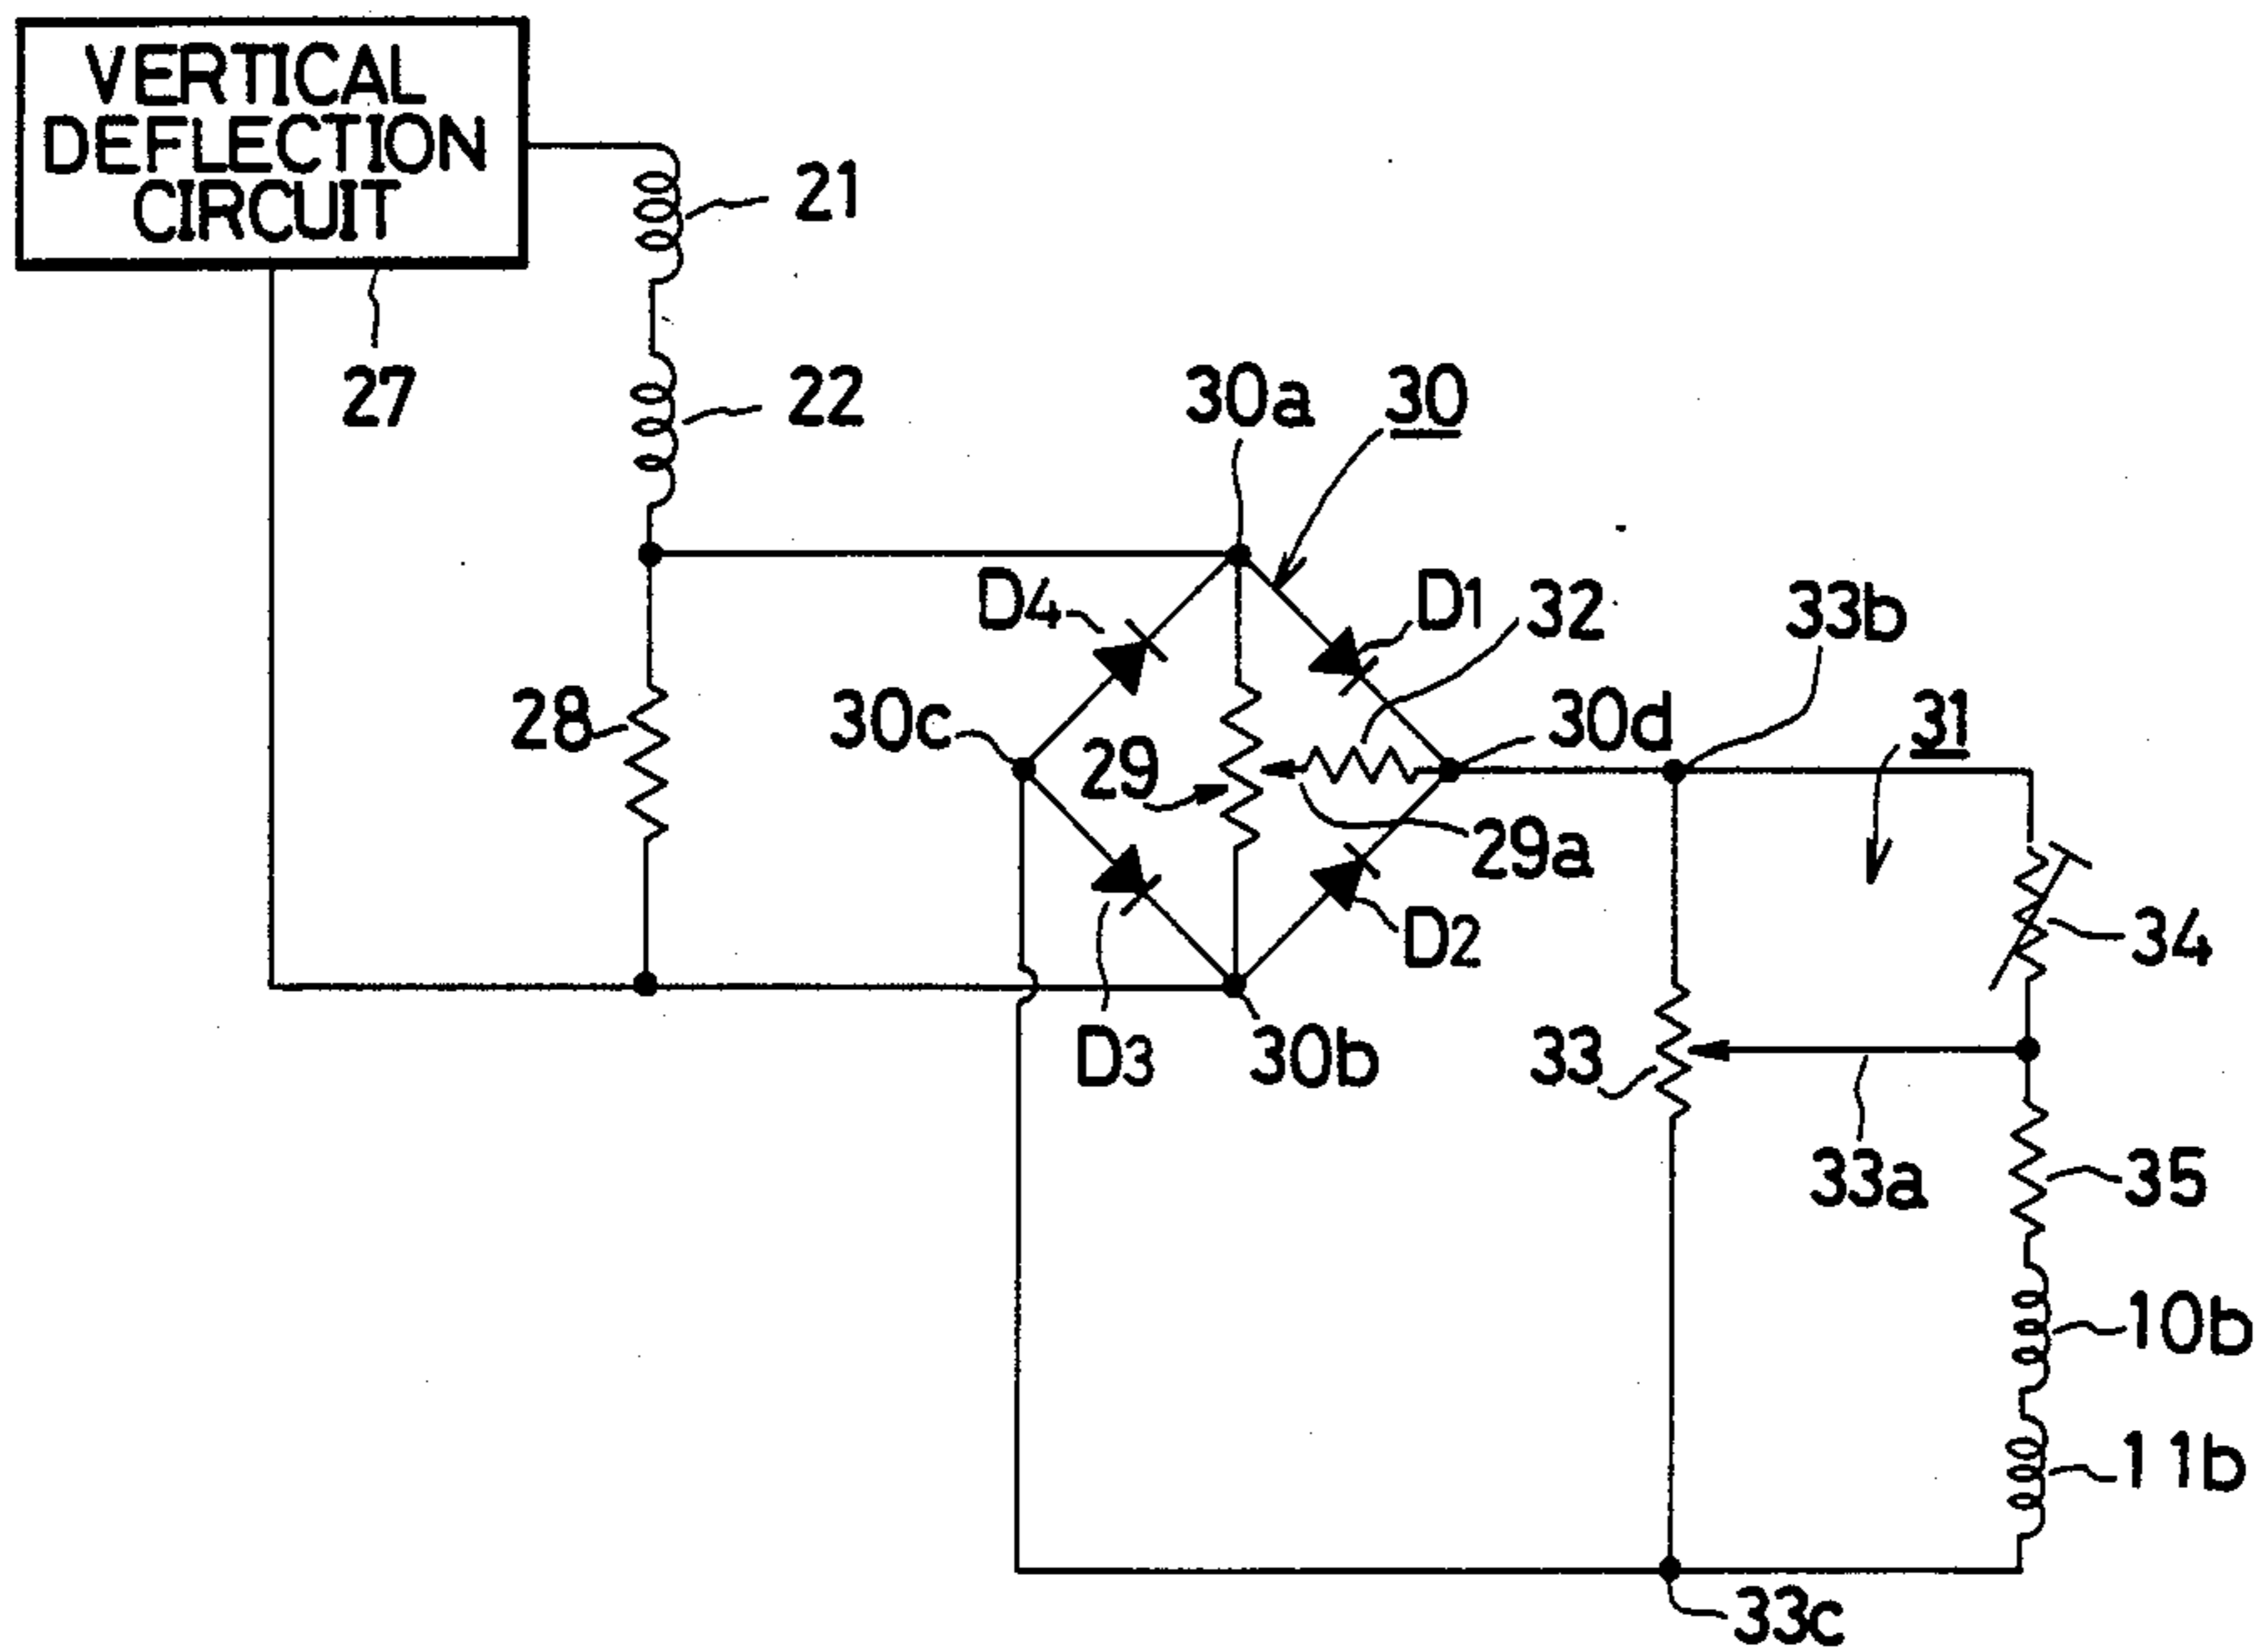 VERTICAL
DEFLECTION
CIRCUIT
21
27
22
30a
30
D4
D1
32
33b
28
30c
29
30d
31
29a
D2
34
D3
30b
33
33a
35
10b
11b
33c